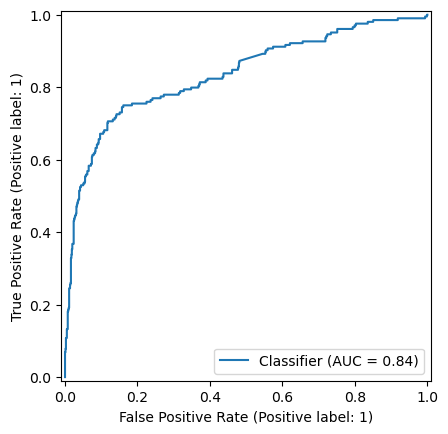 1.0
0.8
0.6
0.4
0.2
0.0
True Positive Rate (Positive label: 1)
Classifier (AUC = 0.84)
0.0 0.2 0.4 0.6 0.8 1.0
False Positive Rate (Positive label: 1)